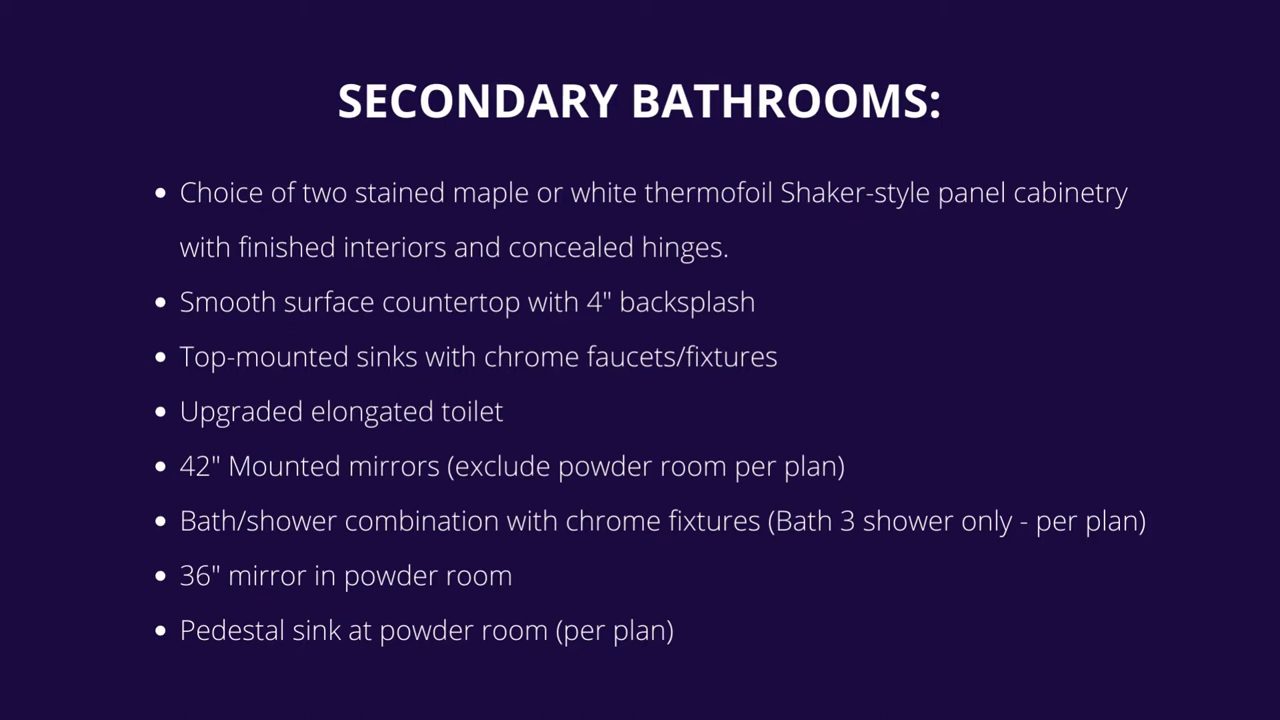 SECONDARY BATHROOMS:
• Choice of two stained maple or white thermofoil Shaker-style panel cabinetry
with finished interiors and concealed hinges.
• Smooth surface countertop with 4" backsplash
• Top-mounted sinks with chrome faucets/fixtures
• Upgraded elongated toilet
• 42" Mounted mirrors (exclude powder room per plan)
• Bath/shower combination with chrome fixtures (Bath 3 shower only - per plan)
• 36" mirror in powder room
• Pedestal sink at powder room (per plan)